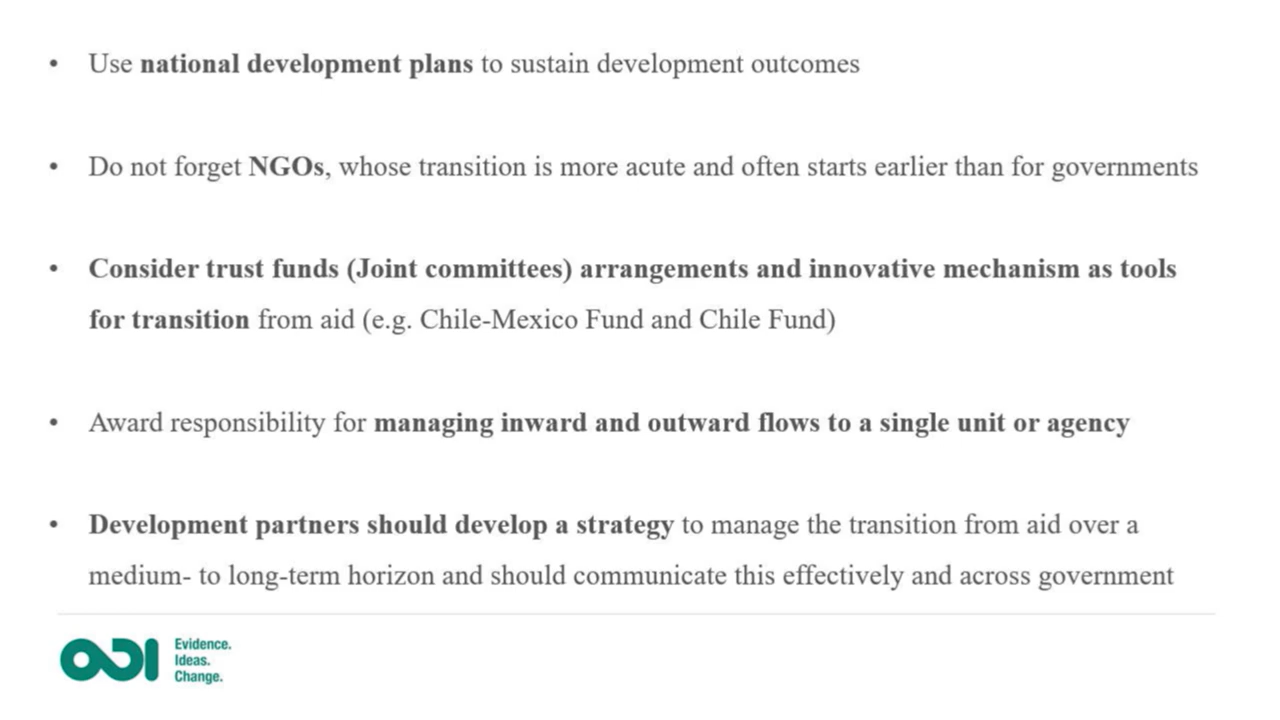 • Use national development plans to sustain development outcomes
• Do not forget NGOs, whose transition is more acute and often starts earlier than for governments
• Consider trust funds (Joint committees) arrangements and innovative mechanism as tools
for transition from aid (e.g. Chile-Mexico Fund and Chile Fund)
• Award responsibility for managing inward and outward flows to a single unit or agency
• Development partners should develop a strategy to manage the transition from aid over a
medium- to long-term horizon and should communicate this effectively and across government
ODI
Evidence.
Ideas.
Change.